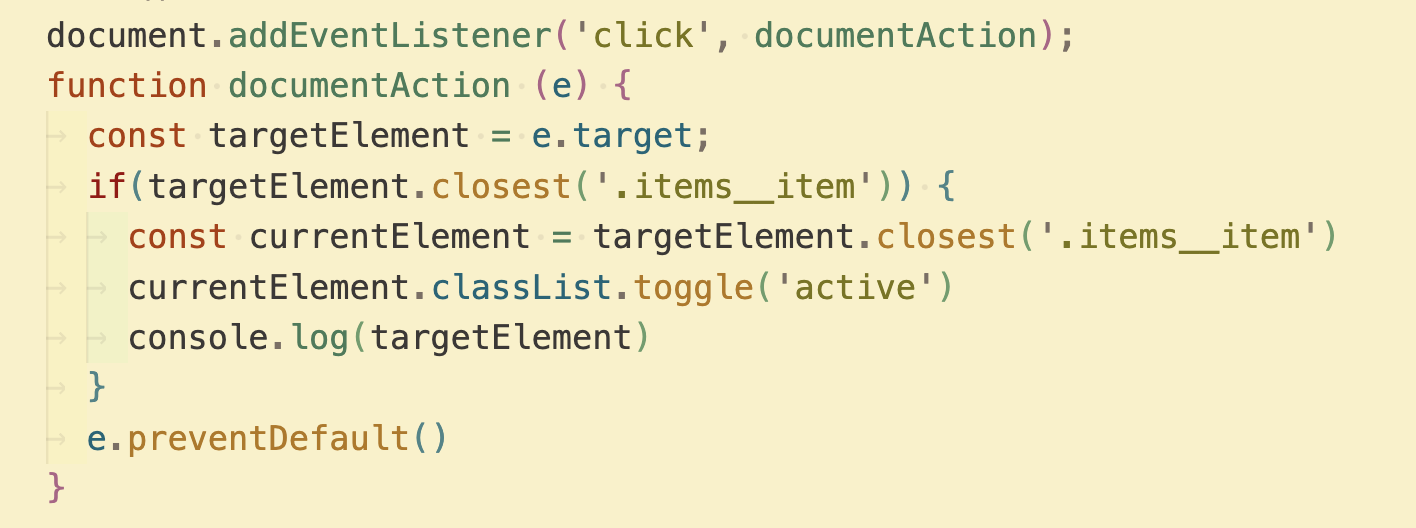 document.addEventListener('click', documentAction);
function documentAction (e) {
const targetElement = e.target;
if(targetElement.closest('.items__item')) {
const currentElement = targetElement.closest('.items__item')
currentElement.classList.toggle('active')
console.log(targetElement)
}
e.preventDefault()
}